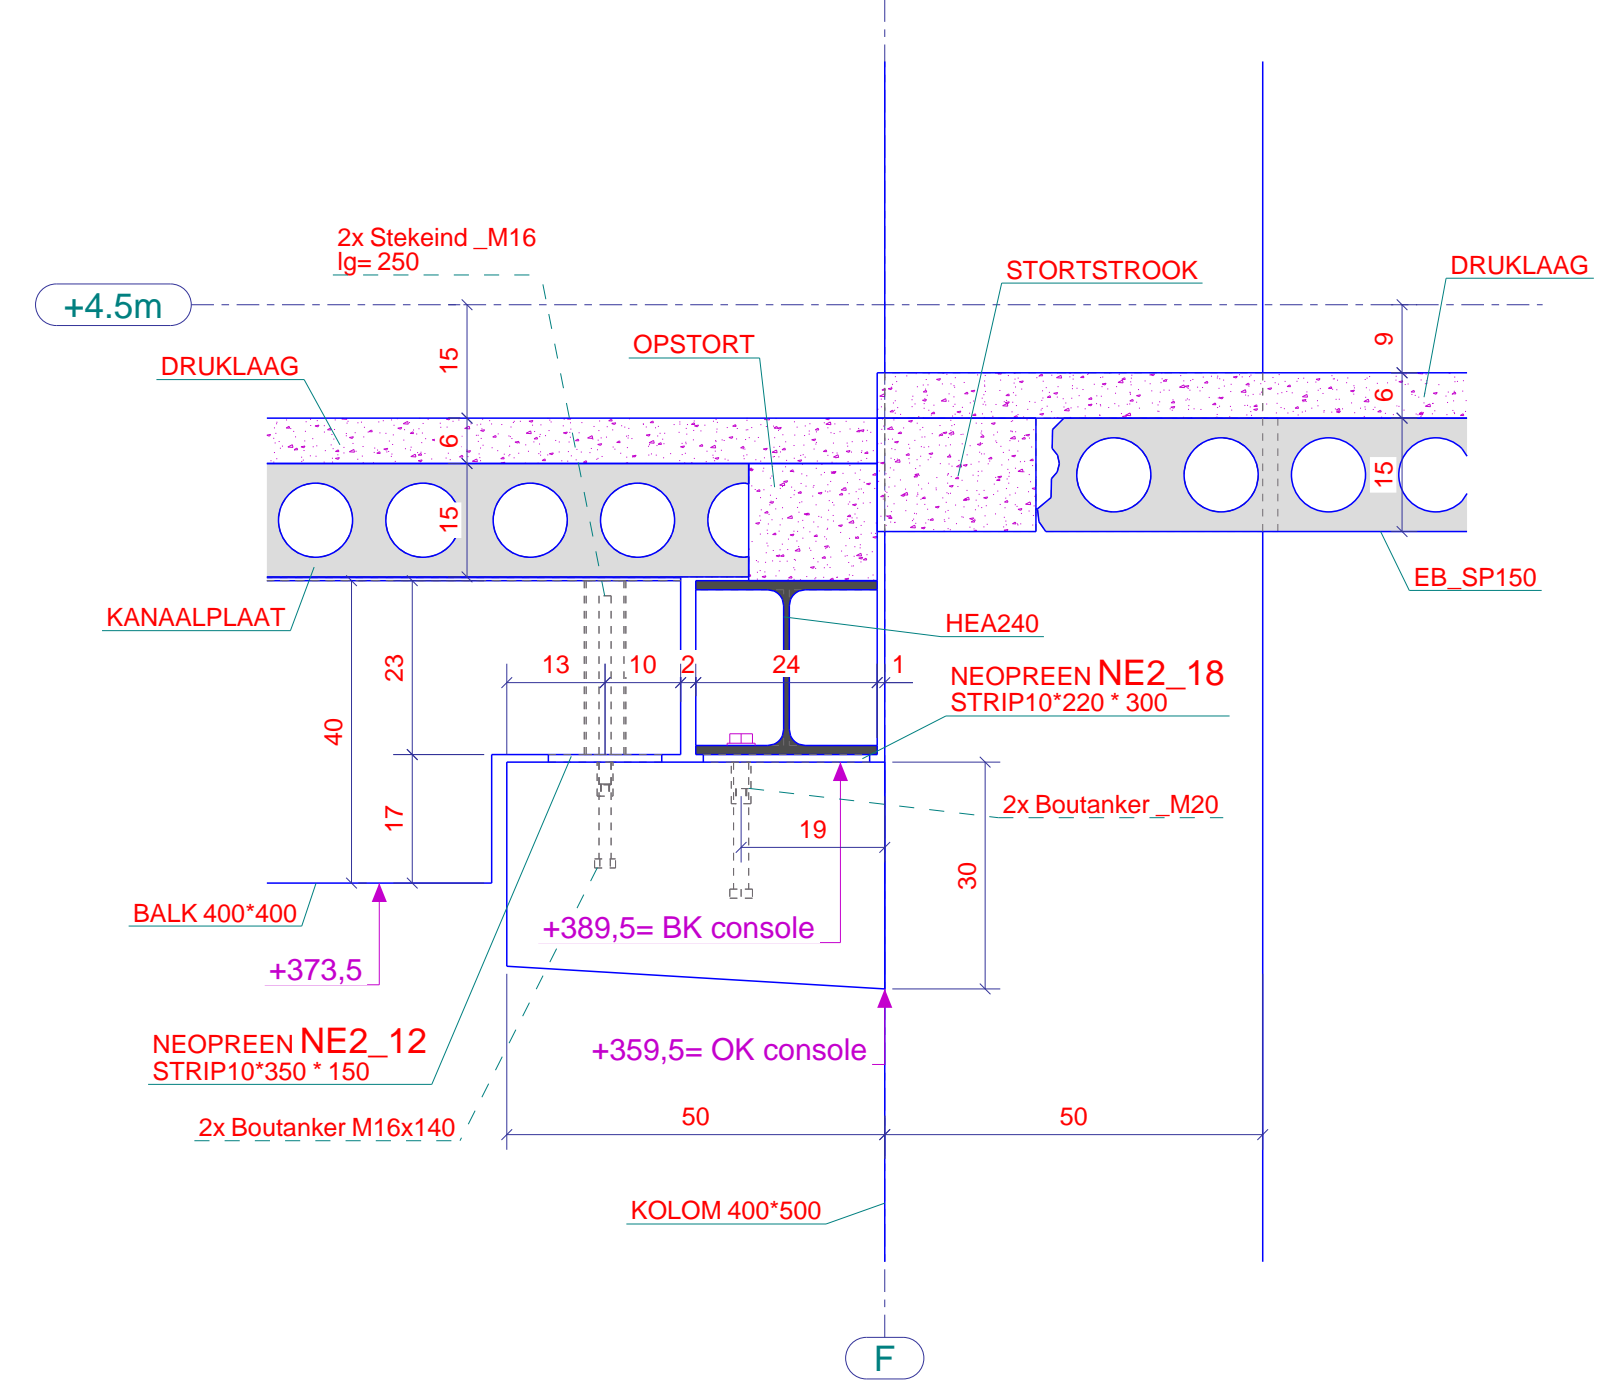 2x Stekeind _M16
lg= 250
STORTSTROOK
DRUKLAAG
+4.5m
OPSTORT
DRUKLAAG
15
9
6
6
15
15
EB_SP150
KANAALPLAAT
HEA240
23
13
10
2
24
1
NEOPREEN NE2_18
STRIP10*220 * 300
40
17
2x Boutanker _M20
19
30
BALK 400*400
+389,5= BK console
+373,5
NEOPREEN NE2_12
STRIP10*350 * 150
+359,5= OK console
2x Boutanker M16x140
50
50
KOLOM 400*500
F